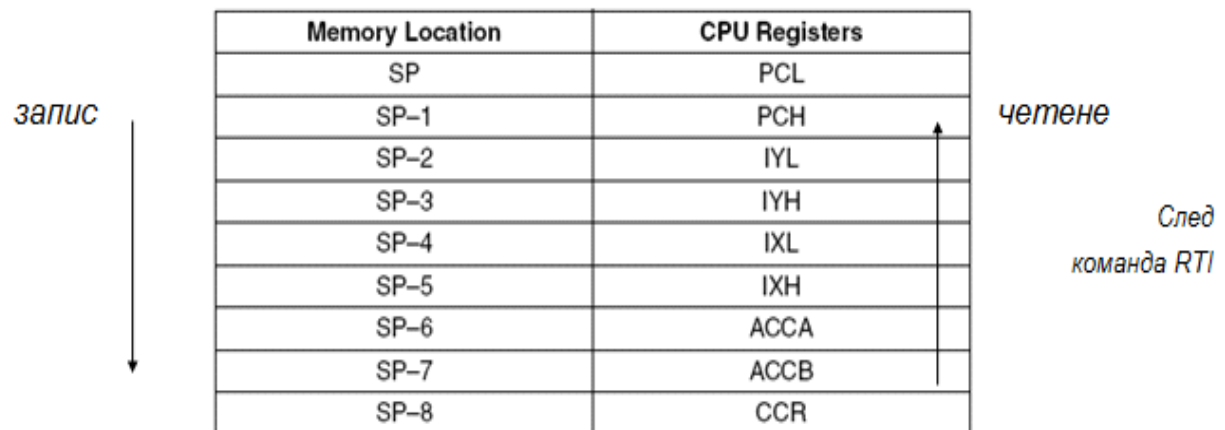 Memory Location CPU Registers
SP PCL
запис SP–1 PCH четене
SP–2 IYL
SP–3 IYH След
SP–4 IXL команда RTI
SP–5 IXH
SP–6 ACCA
SP–7 ACCB
SP–8 CCR